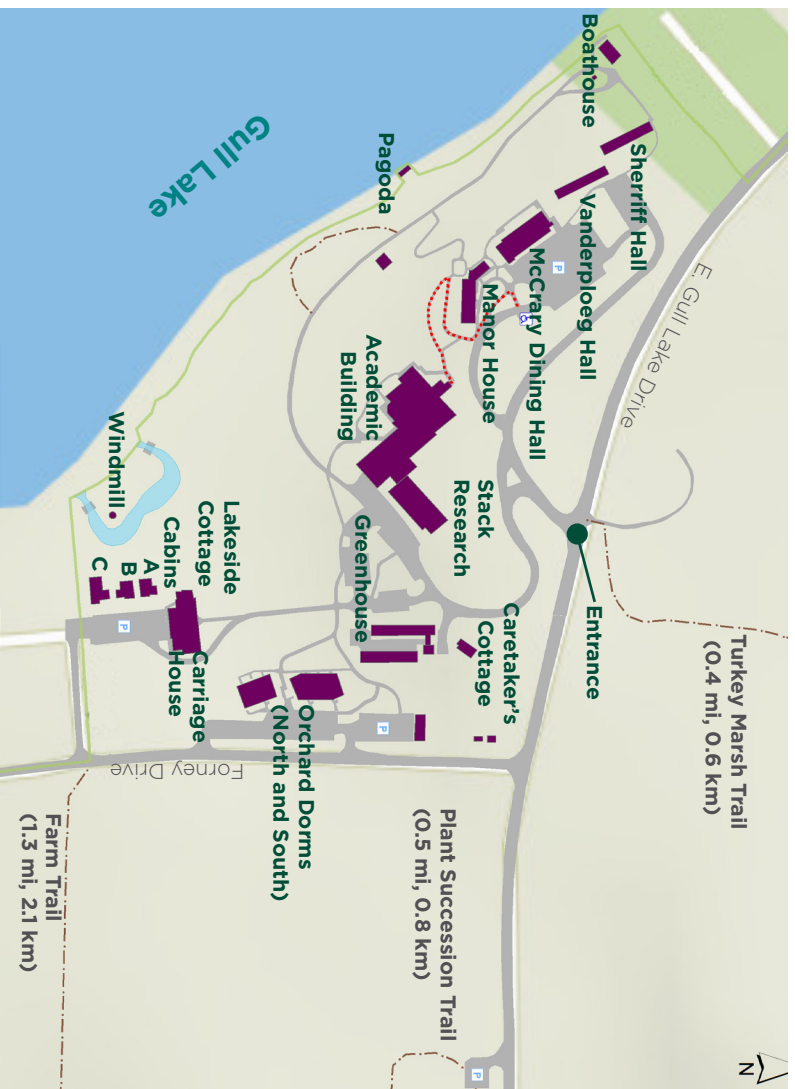 Boathouse
Sherriff Hall
Vanderploeg Hall
McCrary Dining Hall
Manor House
Pagoda
Gull Lake
E. Gull Lake Drive
P
Academic
Building
Stack
Research
Greenhouse
Windmill
Lakeside
Cottage
Cabins
A
B
C
P
Carriage
House
Caretaker's
Cottage
Entrance
Orchard Dorms
(North and South)
P
Forney Drive
Turkey Marsh Trail
(0.4 mi, 0.6 km)
Plant Succession Trail
(0.5 mi, 0.8 km)
Farm Trail
(1.3 mi, 2.1 km)
P
N